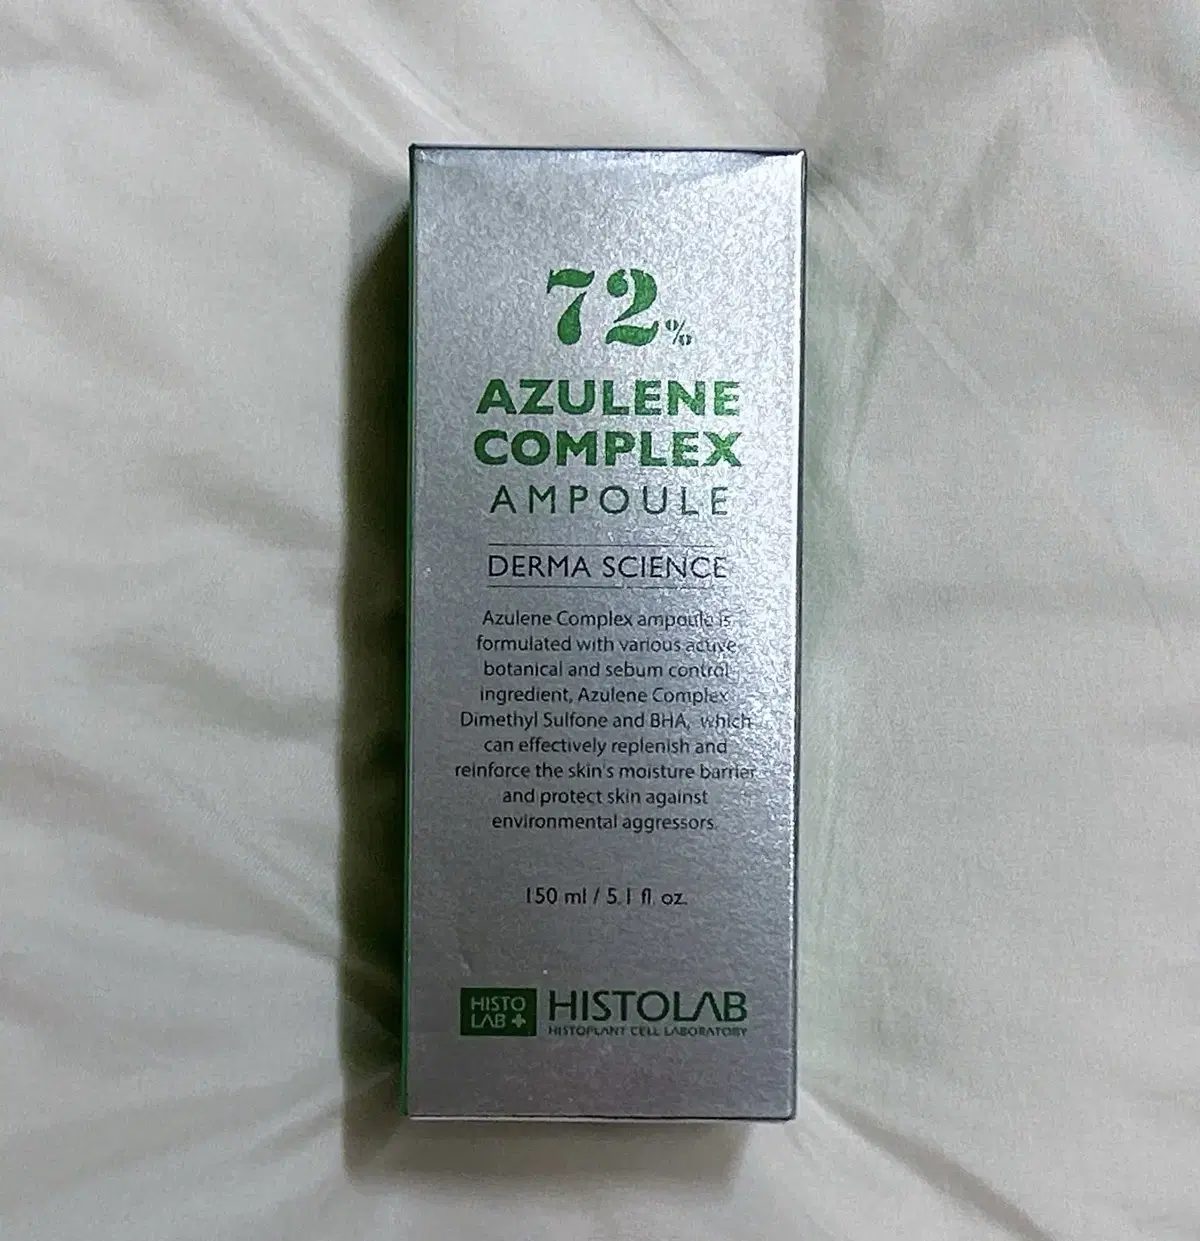 72%
AZULENE
COMPLEX
AMPOULE
DERMA SCIENCE
Azulene Complex ampoule is
formulated with various active
botanical and sebum control
ingredient, Azulene Complex
Dimethyl Sulfone and BHA, which
can effectively replenish and
reinforce the skin's moisture barrier
and protect skin against
environmental aggressors.
150 ml / 5.1 fl. oz.
HISTO
LAB+
HISTOLAB
HISTOPLANT CELL LABORATORY